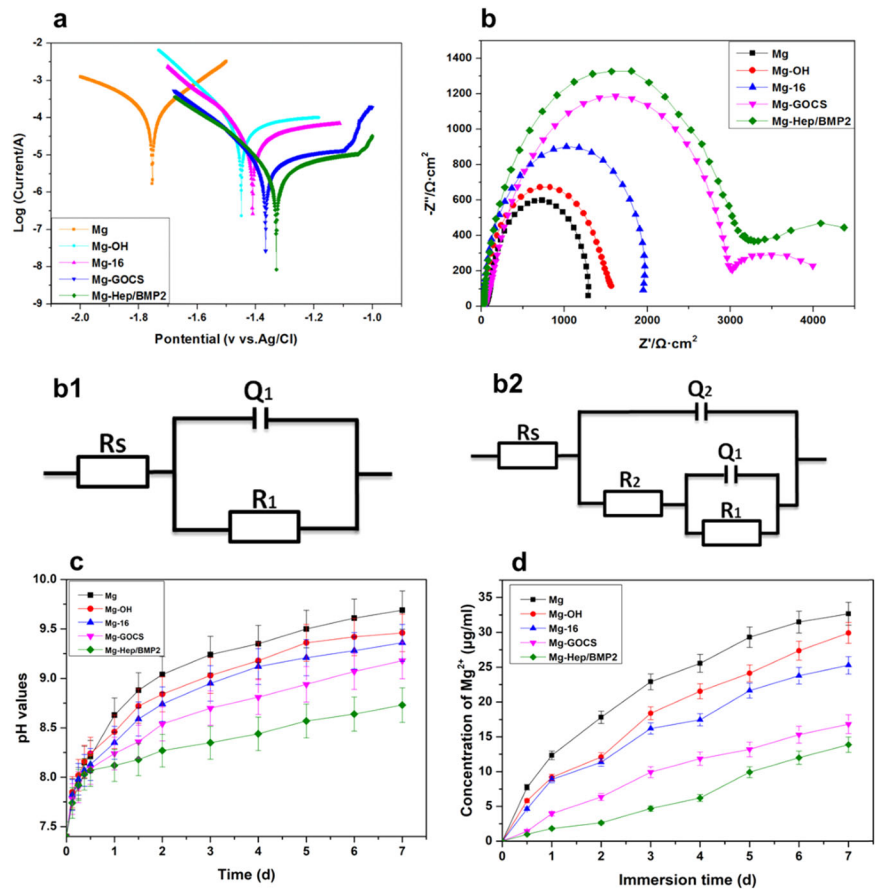 a
-2
-3
-4
-5
-6
-7
-8
-9
Log (Current/A)
Mg
Mg-OH
Mg-16
Mg-GOCS
Mg-Hep/BMP2
-2.0
-1.8
-1.6
-1.4
-1.2
-1.0
Pontential (v vs.Ag/Cl)
b
1400
1200
1000
800
600
400
200
0
-Z''/Ω·cm²
Mg
Mg-OH
Mg-16
Mg-GOCS
Mg-Hep/BMP2
0
1000
2000
3000
4000
Z'/Ω·cm²
b1
Q1
RS
R1
b2
Q2
RS
Q1
R2
R1
c
10.0
9.5
9.0
8.5
8.0
7.5
pH values
Mg
Mg-OH
Mg-16
Mg-GOCS
Mg-Hep/BMP2
0
1
2
3
4
5
6
7
Time (d)
d
35
30
25
20
15
10
5
0
Concentration of Mg²⁺ (μg/ml)
Mg
Mg-OH
Mg-16
Mg-GOCS
Mg-Hep/BMP2
0
1
2
3
4
5
6
7
Immersion time (d)